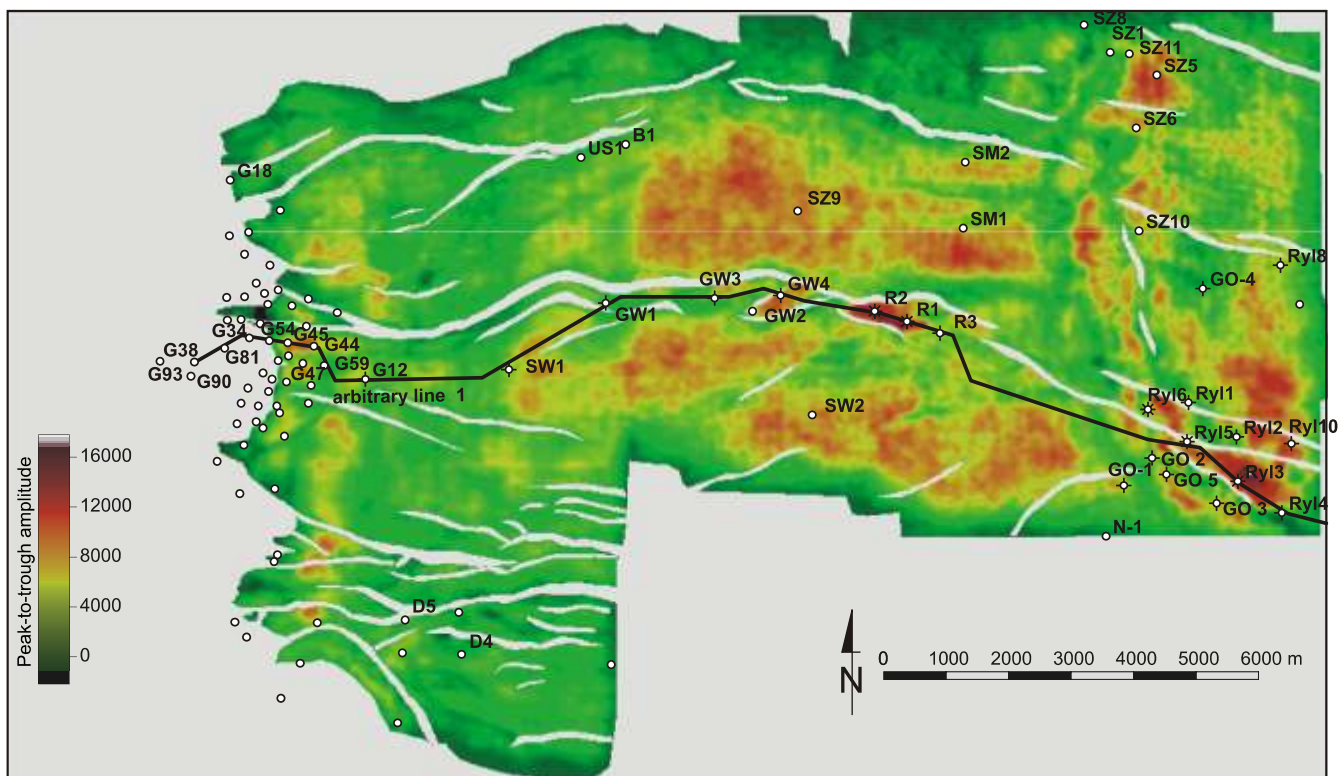 SZ8
SZ1
SZ11
SZ5
SZ6
B1
US1
SM2
G18
SZ9
SM1
SZ10
Ryl8
GO-4
GW3
GW4
GW1
GW2
R2
R1
R3
G34
G54
G45
G44
G81
G38
G93
G90
G59
G47
G12
SW1
arbitrary line 1
SW2
Ryl6
Ryl1
Ryl5
Ryl2
Ryl10
GO-1
GO 2
GO 5
Ryl3
GO 3
Ryl4
N-1
Peak-to-trough amplitude
16000
12000
8000
4000
0
D5
D4
N
0 1000 2000 3000 4000 5000 6000 m